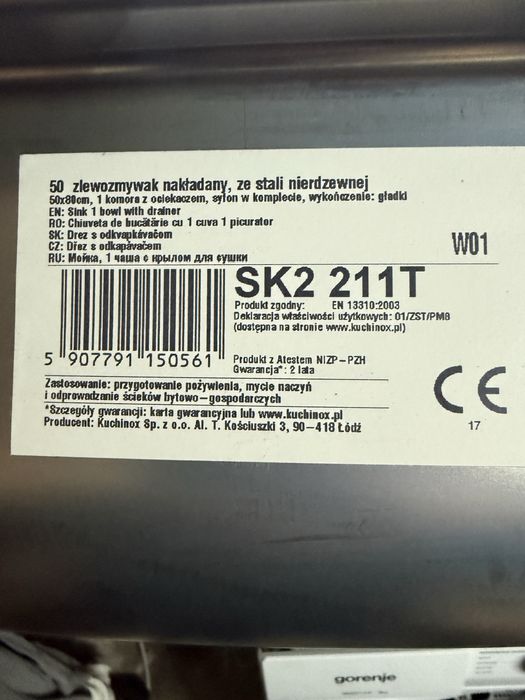 50 zlewozmywak nakładany, ze stali nierdzewnej
50x80cm, 1 komora z ociekaczem, syfon w komplecie, wykończenie: gładki
EN: Sink 1 bowl with drainer
RO: Chiuveta de bucătărie cu 1 cuva 1 picurator
SK: Drez s odkvapkávačom
CZ: Dřez s odkapávačem
RU: Мойка, 1 чаша с крылом для сушки
W01
SK2 211T
Produkt zgodny: EN 13310:2003
Deklaracja właściwości użytkowych: 01/ZST/PM8
(dostępna na stronie www.kuchinox.pl)
5 907791 150561
Produkt z Atestem NIZP-PZH
Gwarancja*: 2 lata
Zastosowanie: przygotowanie pożywienia, mycie naczyń
i odprowadzanie ścieków bytowo-gospodarczych
*Szczegóły gwarancji: karta gwarancyjna lub www.kuchinox.pl
Producent: Kuchinox Sp. z o.o. Al. T. Kościuszki 3, 90-418 Łódź
CE
17
gorenje